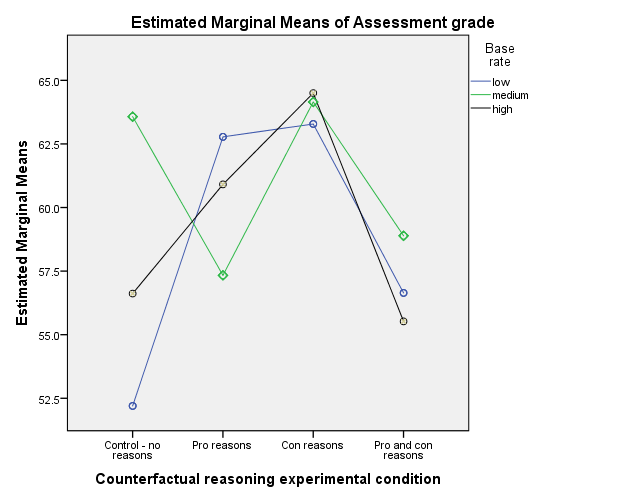 Estimated Marginal Means of Assessment grade
Base
rate
low
medium
high
Estimated Marginal Means
65.0
62.5
60.0
57.5
55.0
52.5
Control - no
reasons
Pro reasons
Con reasons
Pro and con
reasons
Counterfactual reasoning experimental condition